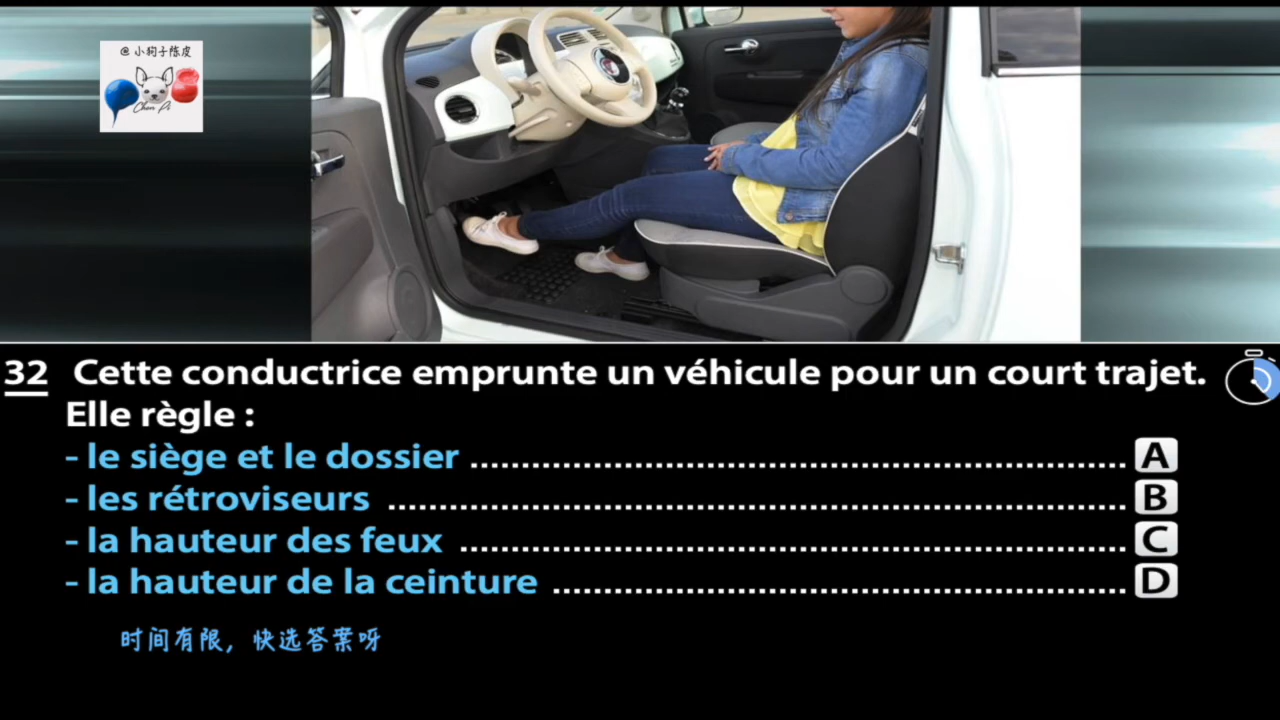 @小狗子陈皮
Chen Pi
32 Cette conductrice emprunte un véhicule pour un court trajet.
Elle règle :
- le siège et le dossier ........................................................................ A
- les rétroviseurs ................................................................................ B
- la hauteur des feux ......................................................................... C
- la hauteur de la ceinture ............................................................... D
时间有限，快选答案呀